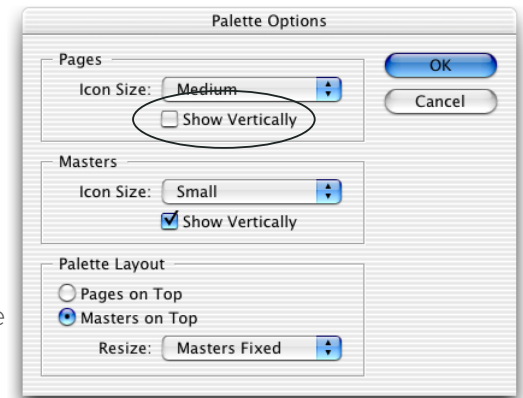 Palette Options
Pages
Icon Size: Medium
Show Vertically
OK
Cancel
Masters
Icon Size: Small
Show Vertically
Palette Layout
Pages on Top
e
Masters on Top
Resize: Masters Fixed